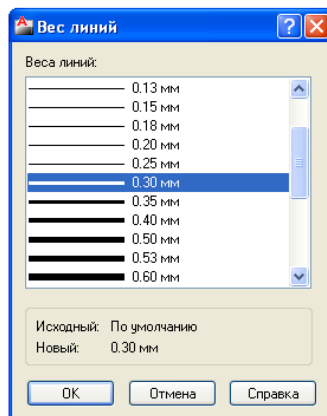 Вес линий
Веса линий:
0.13 мм
0.15 мм
0.18 мм
0.20 мм
0.25 мм
0.30 мм
0.35 мм
0.40 мм
0.50 мм
0.53 мм
0.60 мм
Исходный: По умолчанию
Новый: 0.30 мм
ОК Отмена Справка